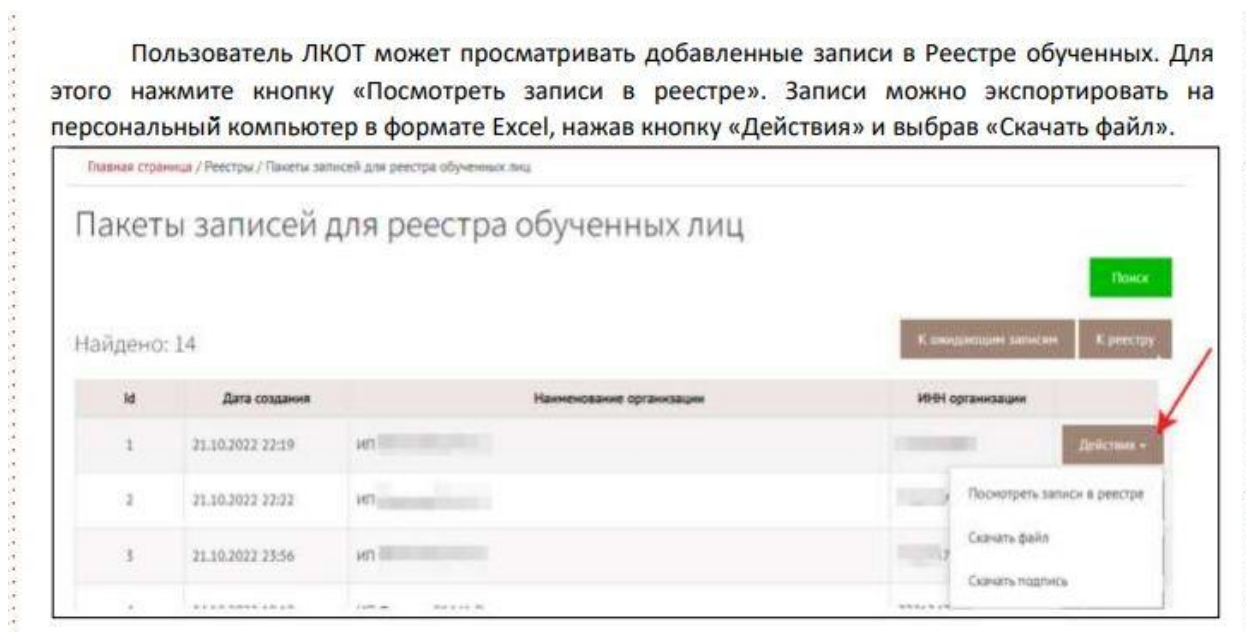 Пользователь ЛКОТ может просматривать добавленные записи в Реестре обученных. Для
этого нажмите кнопку «Посмотреть записи в реестре». Записи можно экспортировать на
персональный компьютер в формате Excel, нажав кнопку «Действия» и выбрав «Скачать файл».
Главная страница / Реестры / Пакеты записей для реестра обученных лиц
Пакеты записей для реестра обученных лиц
Поиск
Найдено: 14
К ожидающим записям К реестру
Id Дата создания Наименование организации ИНН организации
1 21.10.2022 22:19 ИП Действия
2 21.10.2022 22:22 ИП
Посмотреть записи в реестре
3 21.10.2022 23:56 ИП
Скачать файл
Скачать подпись